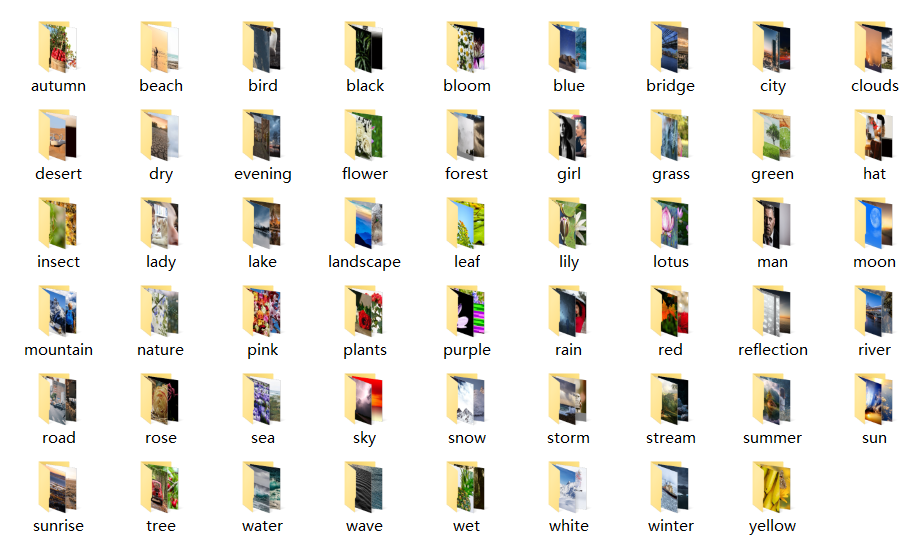 autumn beach bird black bloom blue bridge city clouds
desert dry evening flower forest girl grass green hat
insect lady lake landscape leaf lily lotus man moon
mountain nature pink plants purple rain red reflection river
road rose sea sky snow storm stream summer sun
sunrise tree water wave wet white winter yellow